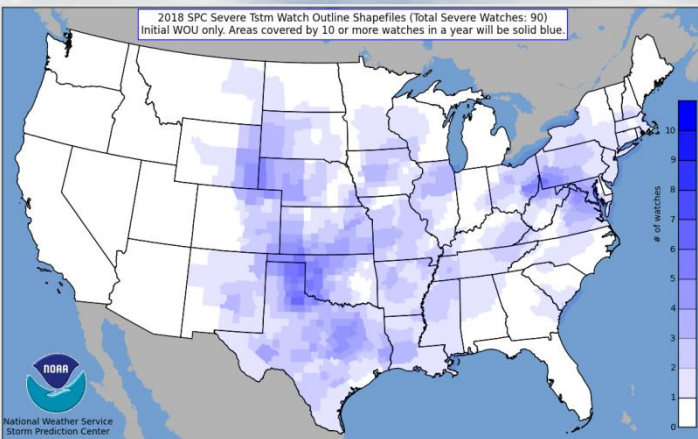 2018 SPC Severe Tstm Watch Outline Shapefiles (Total Severe Watches: 90)
Initial WOU only. Areas covered by 10 or more watches in a year will be solid blue.
10
9
8
7
6
5
4
3
2
1
0
# of watches
NOAA
National Weather Service
Storm Prediction Center